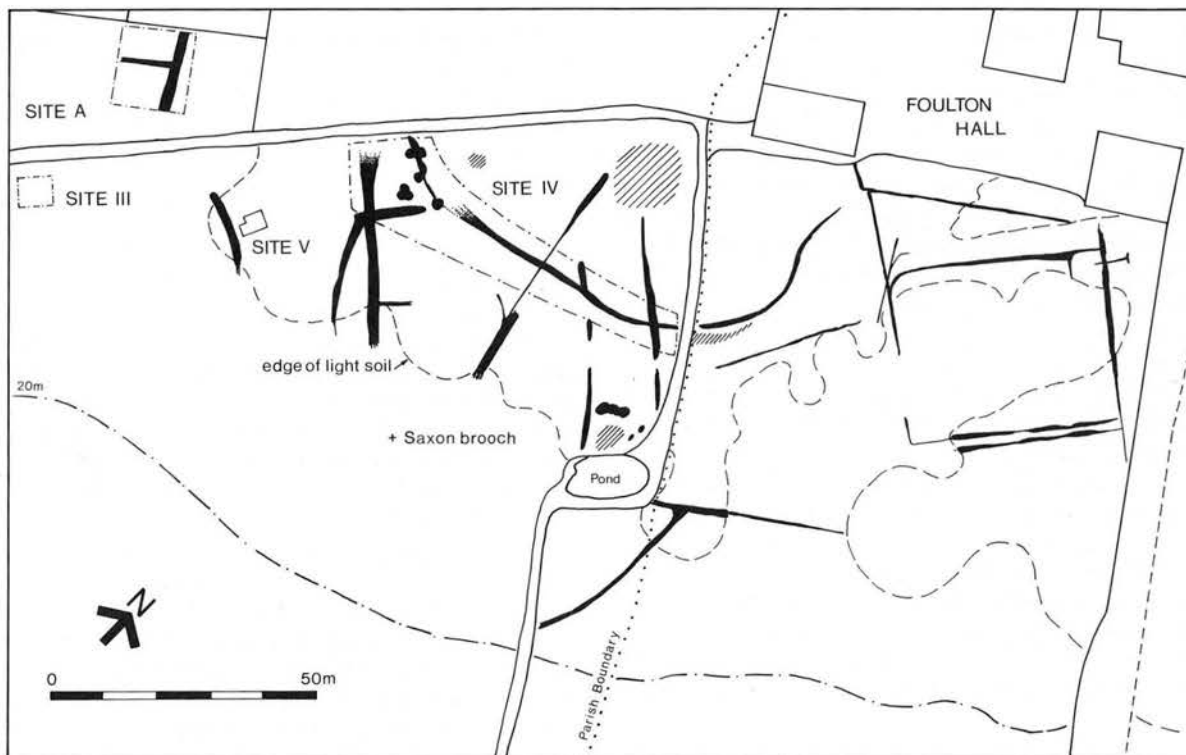 SITE A
FOULTON
HALL
SITE III
SITE IV
SITE V
edge of light soil
20m
+ Saxon brooch
Pond
N
0 50m
Parish Boundary